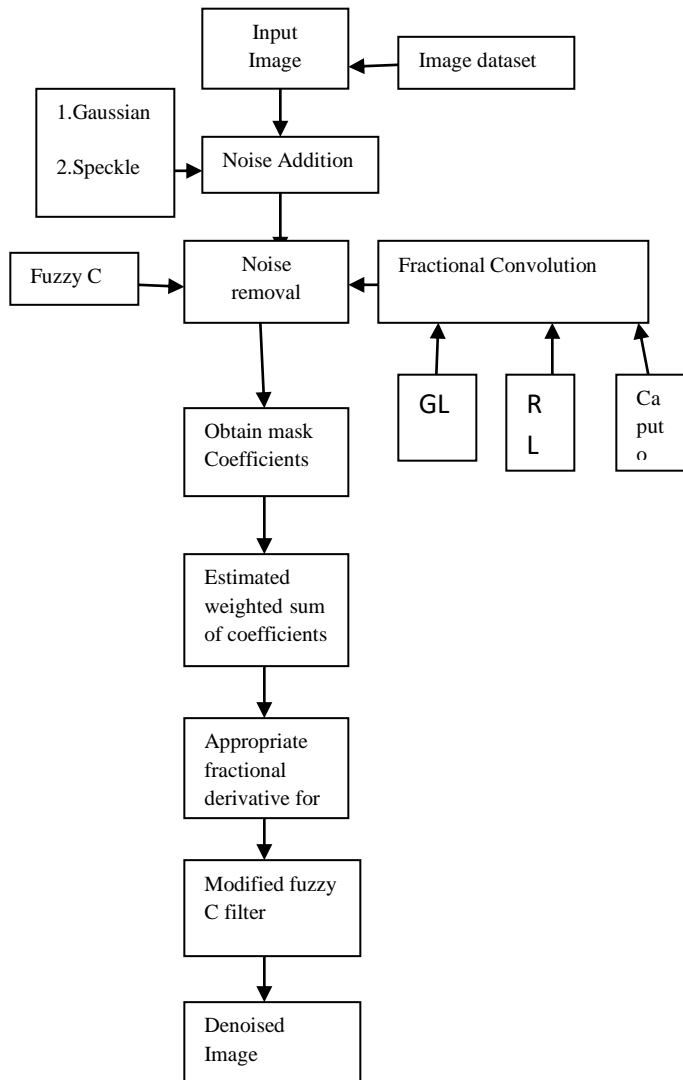 Input
Image
Image dataset
1.Gaussian
2.Speckle
Noise Addition
Fuzzy C
Noise
removal
Fractional Convolution
GL
R
L
Ca
put
o
Obtain mask
Coefficients
Estimated
weighted sum
of coefficients
Appropriate
fractional
derivative for
Modified fuzzy
C filter
Denoised
Image